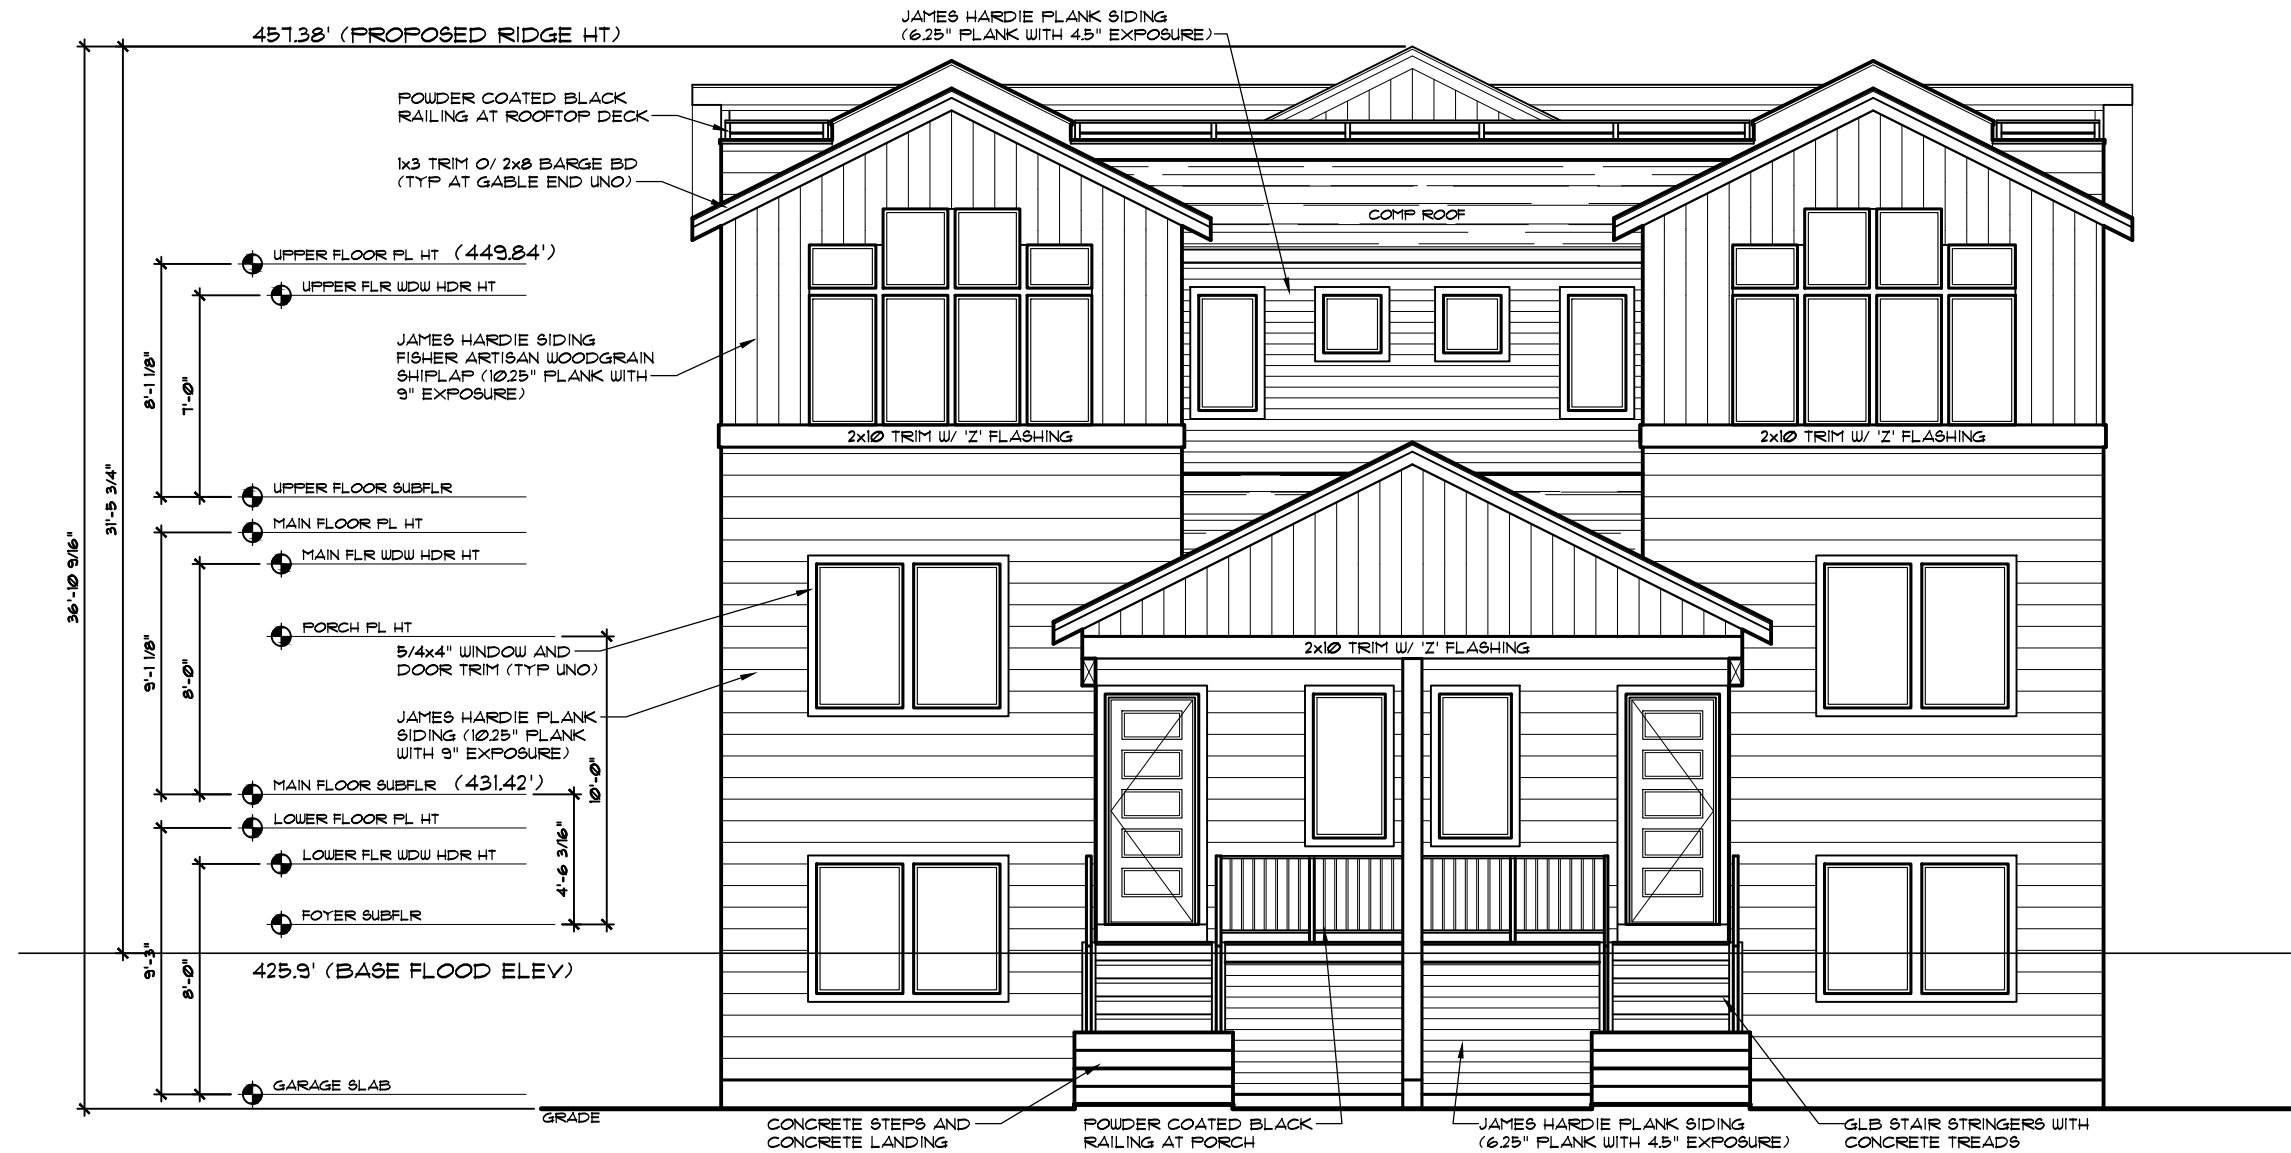 JAMES HARDIE PLANK SIDING
(6.25" PLANK WITH 4.5" EXPOSURE)
457.38' (PROPOSED RIDGE HT)
POWDER COATED BLACK
RAILING AT ROOFTOP DECK
1x3 TRIM O/ 2x8 BARGE BD
(TYP AT GABLE END UNO)
COMP ROOF
UPPER FLOOR PL HT (449.84')
UPPER FLR WDW HDR HT
JAMES HARDIE SIDING
FISHER ARTISAN WOODGRAIN
SHIPLAP (10.25" PLANK WITH
9" EXPOSURE)
8'-1 1/8"
7'-0"
2x10 TRIM W/ 'Z' FLASHING
2x10 TRIM W/ 'Z' FLASHING
UPPER FLOOR SUBFLR
31'-5 3/4"
MAIN FLOOR PL HT
MAIN FLR WDW HDR HT
36'-10 9/16"
PORCH PL HT
5/4x4" WINDOW AND
DOOR TRIM (TYP UNO)
2x10 TRIM W/ 'Z' FLASHING
9'-1 1/8"
8'-0"
JAMES HARDIE PLANK
SIDING (10.25" PLANK
WITH 9" EXPOSURE)
MAIN FLOOR SUBFLR (431.42')
10'-0"
LOWER FLOOR PL HT
LOWER FLR WDW HDR HT
4'-6 3/16"
FOYER SUBFLR
9'-3"
8'-0"
425.9' (BASE FLOOD ELEV)
GARAGE SLAB
GRADE
CONCRETE STEPS AND
CONCRETE LANDING
POWDER COATED BLACK
RAILING AT PORCH
JAMES HARDIE PLANK SIDING
(6.25" PLANK WITH 4.5" EXPOSURE)
GLB STAIR STRINGERS WITH
CONCRETE TREADS